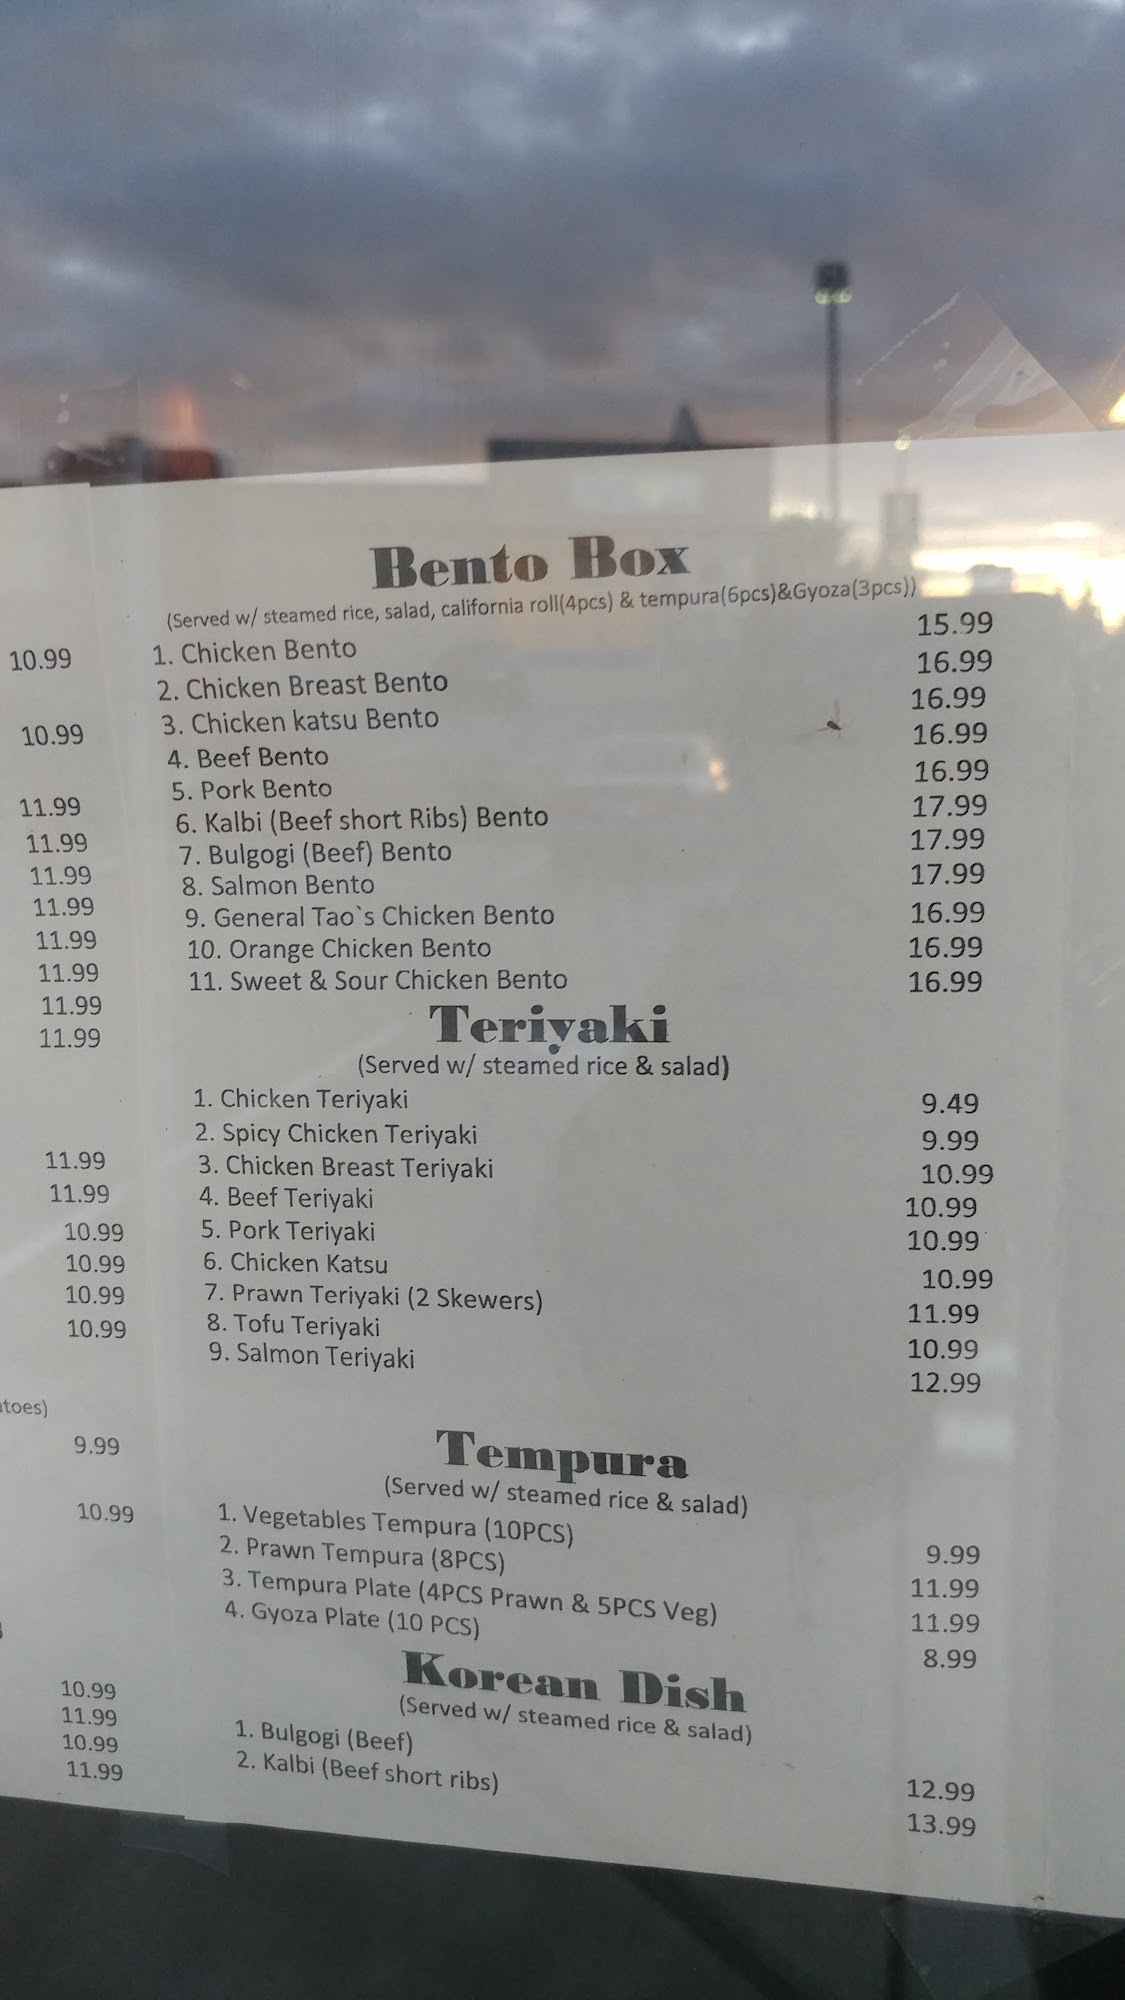 Bento Box
(Served w/ steamed rice, salad, california roll(4pcs) & tempura(6pcs)&Gyoza(3pcs))
1. Chicken Bento 15.99
2. Chicken Breast Bento 16.99
3. Chicken katsu Bento 16.99
4. Beef Bento 16.99
5. Pork Bento 16.99
6. Kalbi (Beef short Ribs) Bento 17.99
7. Bulgogi (Beef) Bento 17.99
8. Salmon Bento 17.99
9. General Tao`s Chicken Bento 16.99
10. Orange Chicken Bento 16.99
11. Sweet & Sour Chicken Bento 16.99
Teriyaki
(Served w/ steamed rice & salad)
1. Chicken Teriyaki 9.49
2. Spicy Chicken Teriyaki 9.99
3. Chicken Breast Teriyaki 10.99
4. Beef Teriyaki 10.99
5. Pork Teriyaki 10.99
6. Chicken Katsu 10.99
7. Prawn Teriyaki (2 Skewers) 11.99
8. Tofu Teriyaki 10.99
9. Salmon Teriyaki 12.99
Tempura
(Served w/ steamed rice & salad)
1. Vegetables Tempura (10PCS) 9.99
2. Prawn Tempura (8PCS) 11.99
3. Tempura Plate (4PCS Prawn & 5PCS Veg) 11.99
4. Gyoza Plate (10 PCS) 8.99
Korean Dish
(Served w/ steamed rice & salad)
1. Bulgogi (Beef) 12.99
2. Kalbi (Beef short ribs) 13.99
10.99
10.99
11.99
11.99
11.99
11.99
11.99
11.99
11.99
11.99
11.99
11.99
10.99
10.99
10.99
10.99
toes)
9.99
10.99
10.99
11.99
10.99
11.99